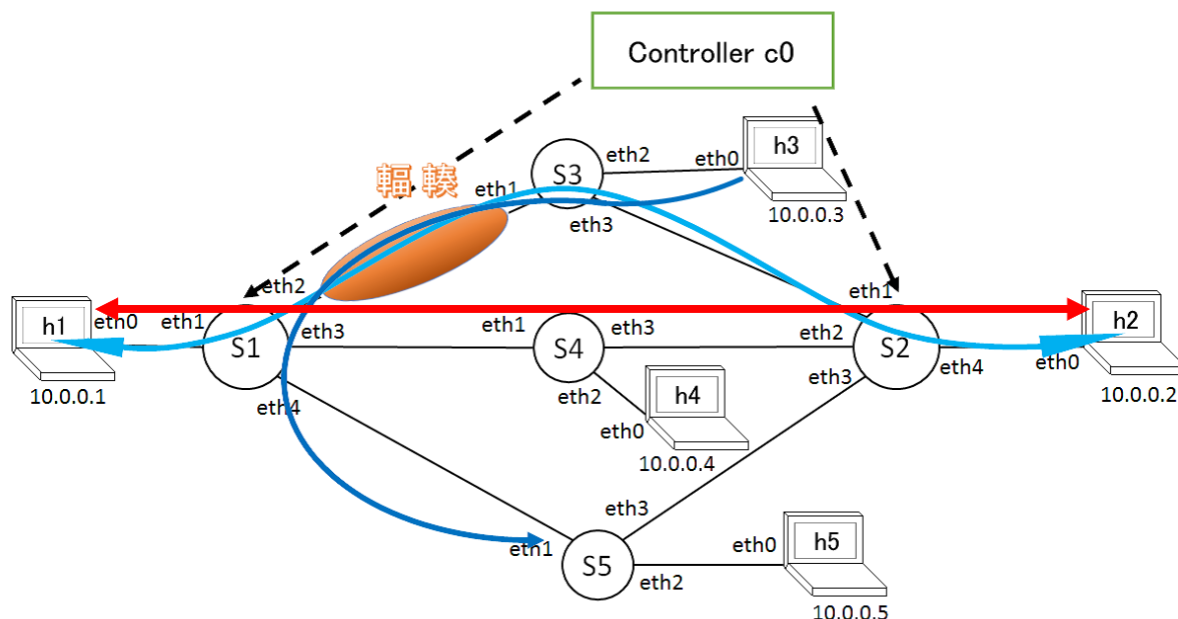 Controller c0
輻輳
S3
eth1
eth2
eth0
h3
10.0.0.3
eth3
h1
eth0
10.0.0.1
eth1
eth2
S1
eth3
eth4
eth1
S4
eth3
eth2
h4
eth0
10.0.0.4
eth1
eth2
S2
eth3
eth4
h2
eth0
10.0.0.2
eth3
eth1
S5
eth2
eth0
h5
10.0.0.5